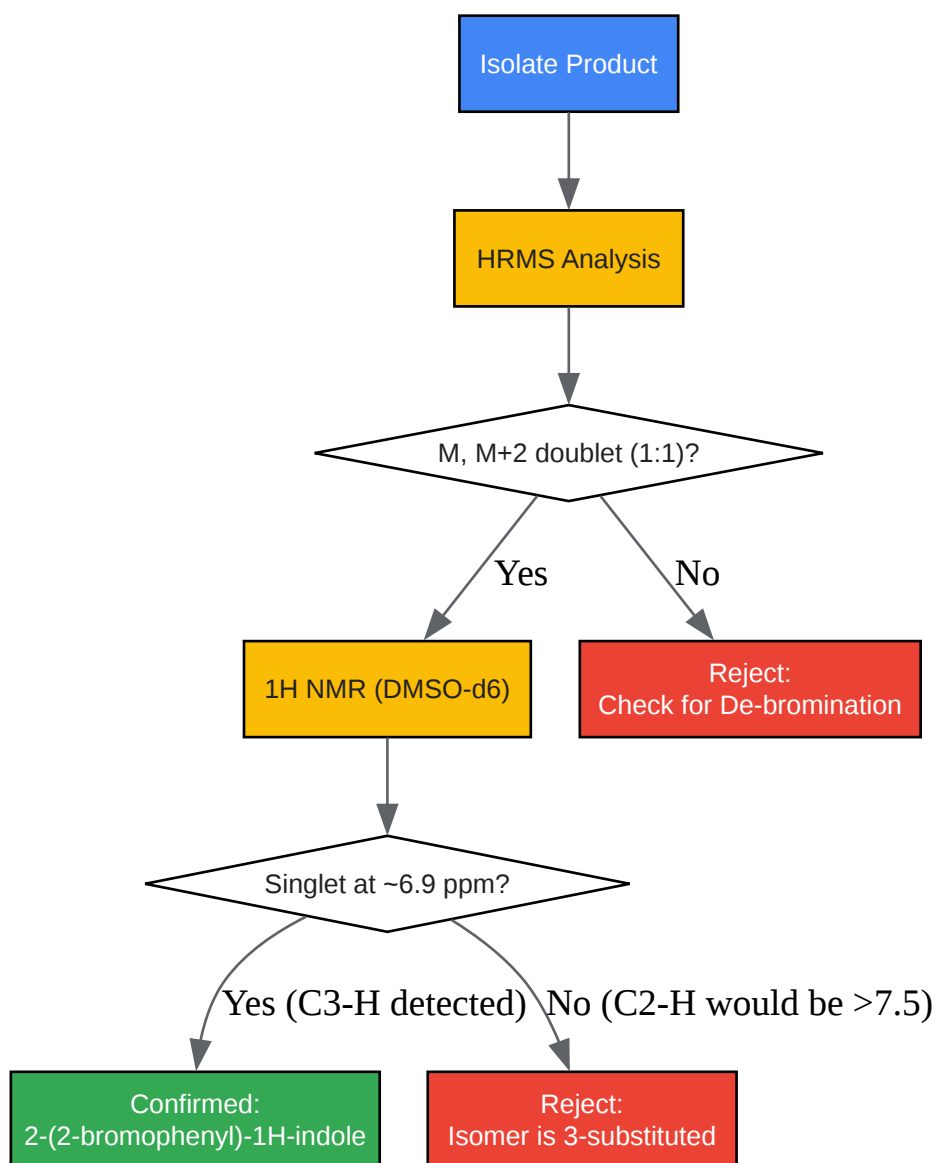 Isolate Product
HRMS Analysis
M, M+2 doublet (1:1)?
Yes
No
1H NMR (DMSO-d6)
Reject:
Check for De-bromination
Singlet at ~6.9 ppm?
Yes (C3-H detected)
No (C2-H would be >7.5)
Confirmed:
2-(2-bromophenyl)-1H-indole
Reject:
Isomer is 3-substituted